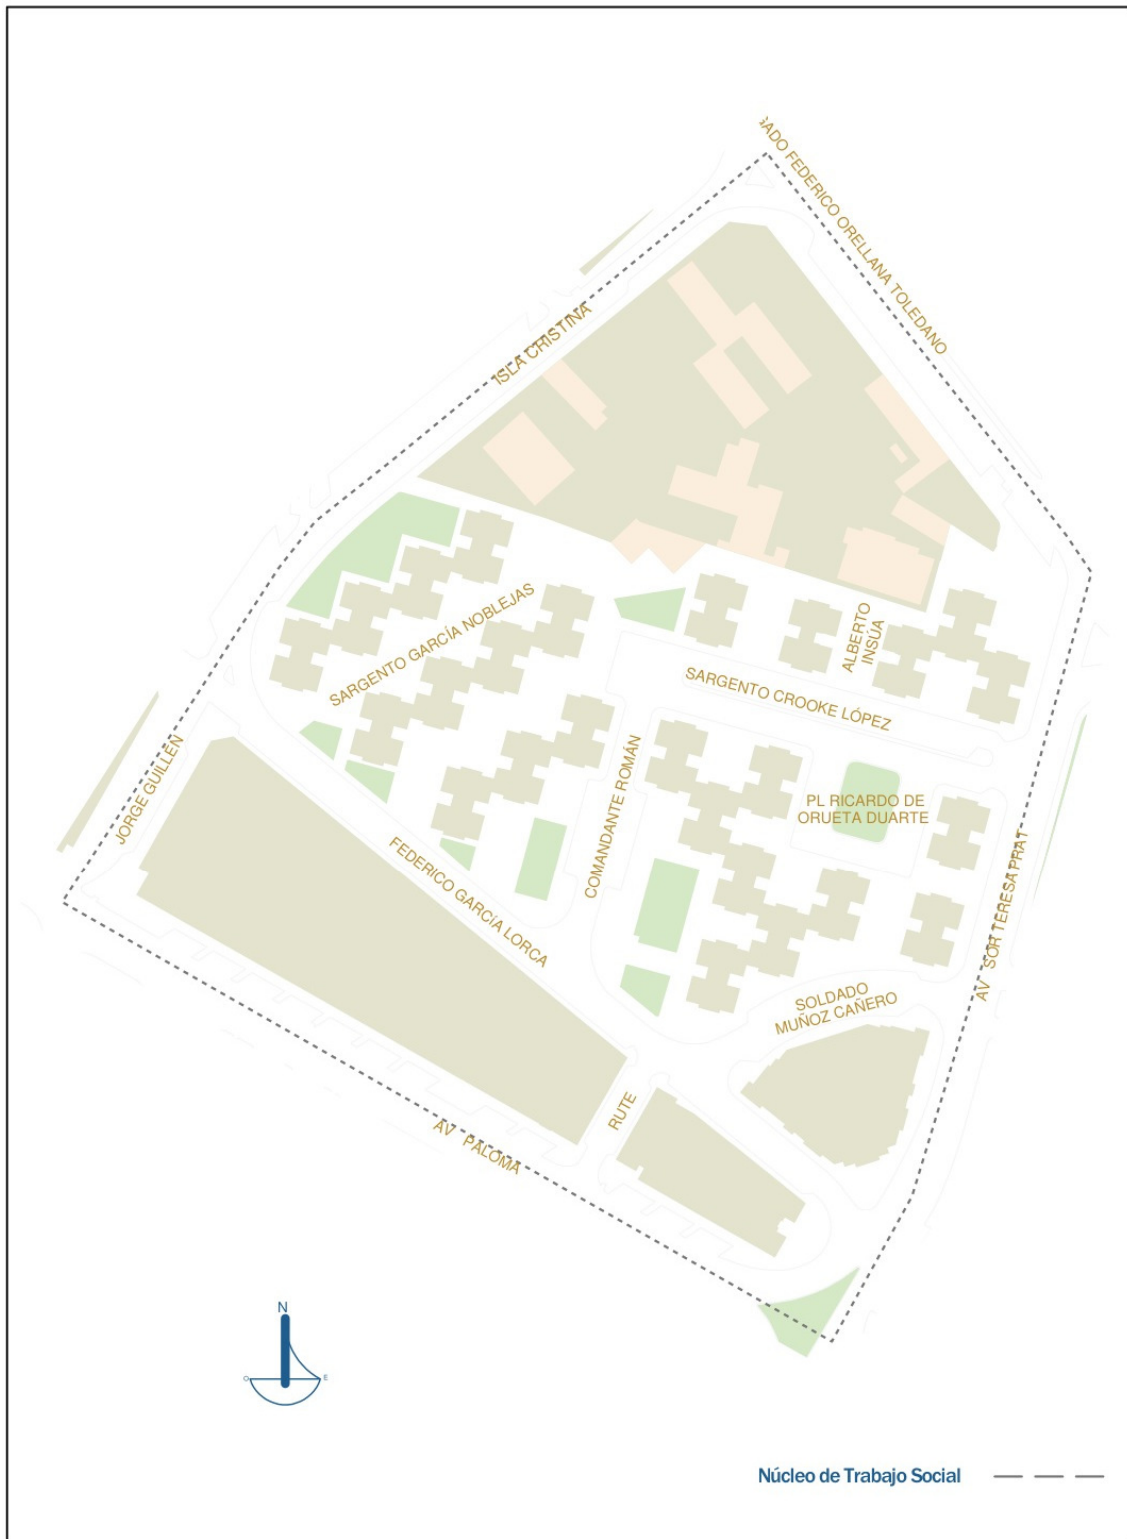 FEDERICO ORELLANA TOLEDANO
ISLA CRISTINA
SARGENTO GARCÍA NOBLEJAS
ALBERTO
INSÚA
SARGENTO CROOKE LÓPEZ
JORGE GUILLEN
COMANDANTE ROMÁN
PL RICARDO DE
ORUETA DUARTE
FEDERICO GARCÍA LORCA
AV SOR TERESA PRAT
SOLDADO
MUÑOZ CAÑERO
RUTE
AV PALOMA
N
O
E
Núcleo de Trabajo Social